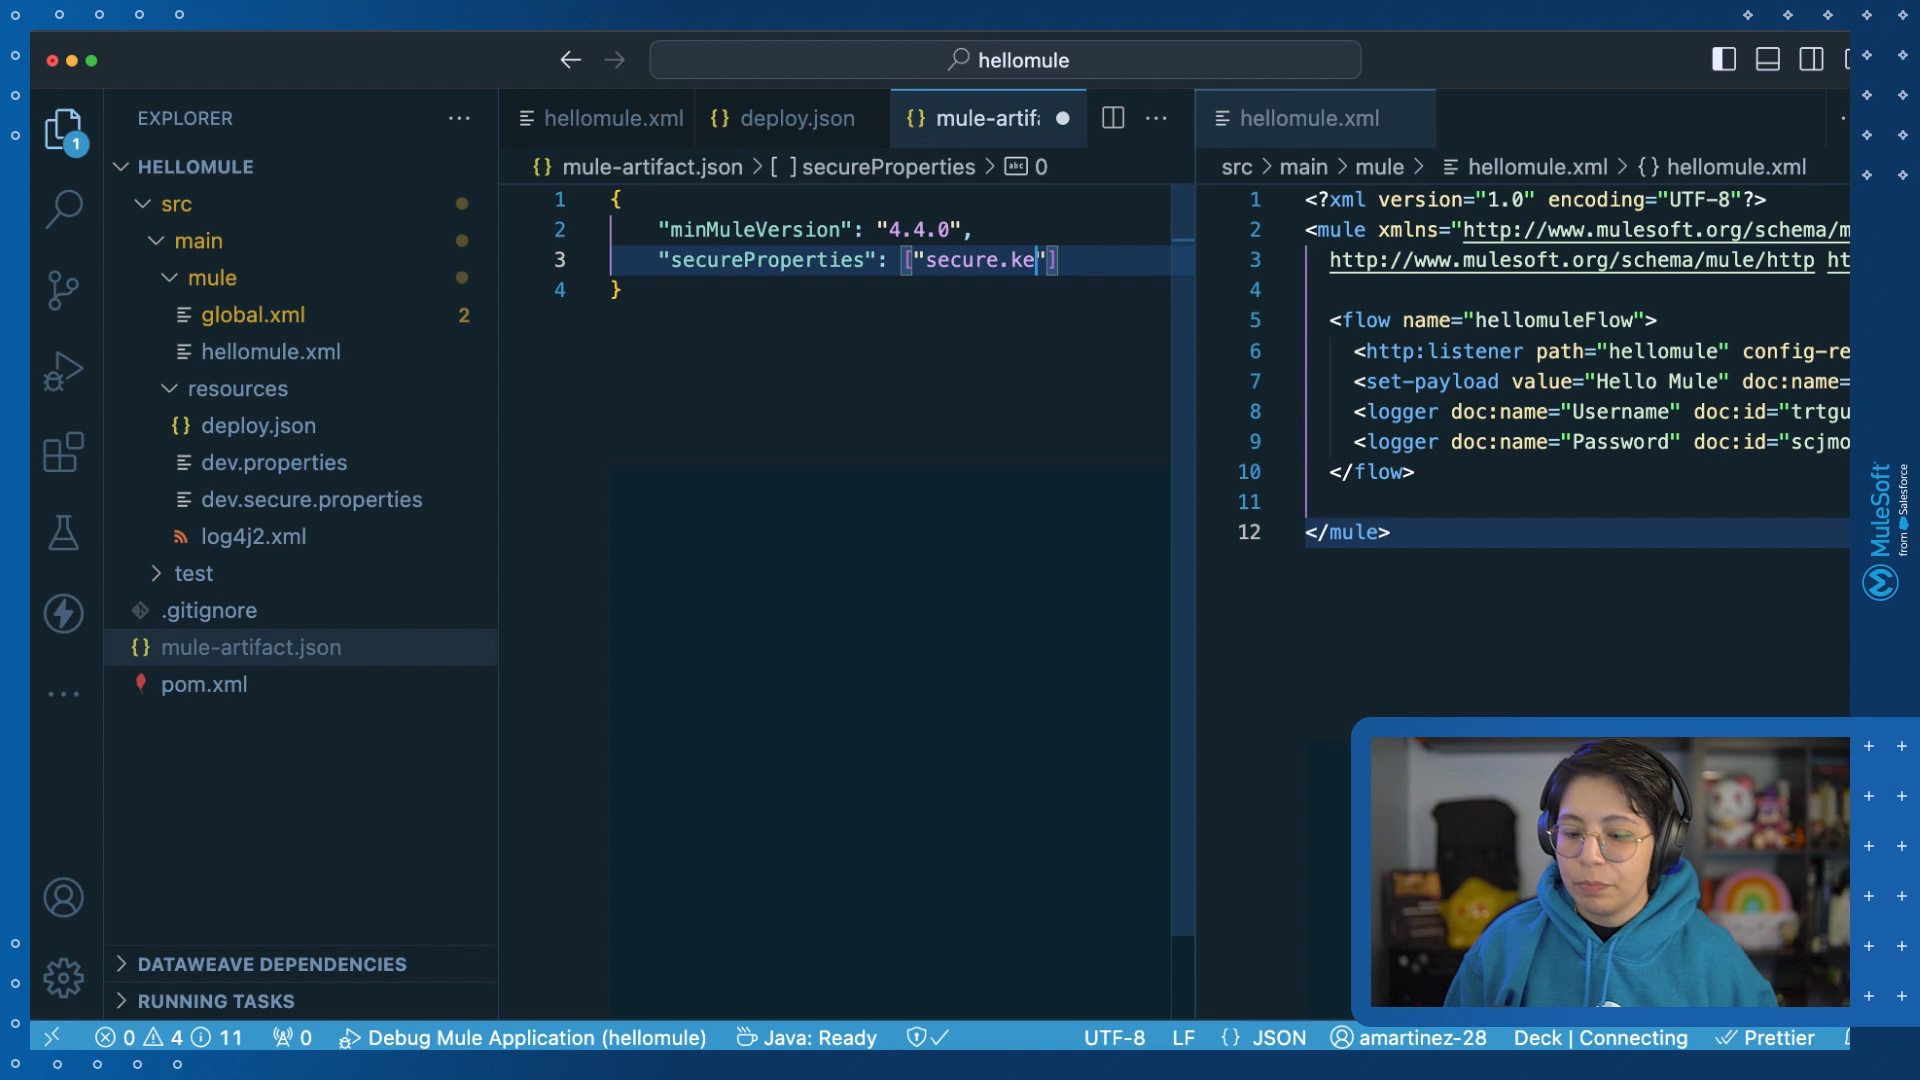 hellomule
EXPLORER
HELLOMULE
src
main
mule
global.xml 2
hellomule.xml
resources
deploy.json
dev.properties
dev.secure.properties
log4j2.xml
test
.gitignore
mule-artifact.json
pom.xml
DATAWEAVE DEPENDENCIES
RUNNING TASKS
1
hellomule.xml
{} deploy.json
{} mule-artif
{} mule-artifact.json > [ ] secureProperties > abc 0
1 {
2 "minMuleVersion": "4.4.0",
3 "secureProperties": ["secure.ke"]
4 }
hellomule.xml
src > main > mule > hellomule.xml > {} hellomule.xml
1 <?xml version="1.0" encoding="UTF-8"?>
2 <mule xmlns="http://www.mulesoft.org/schema/m
3 http://www.mulesoft.org/schema/mule/http ht
4
5 <flow name="hellomuleFlow">
6 <http:listener path="hellomule" config-re
7 <set-payload value="Hello Mule" doc:name=
8 <logger doc:name="Username" doc:id="trtgu
9 <logger doc:name="Password" doc:id="scjmo
10 </flow>
11
12 </mule>
MuleSoft
from Salesforce
0 4 11 0 Debug Mule Application (hellomule) Java: Ready UTF-8 LF {} JSON amartinez-28 Deck | Connecting Prettier